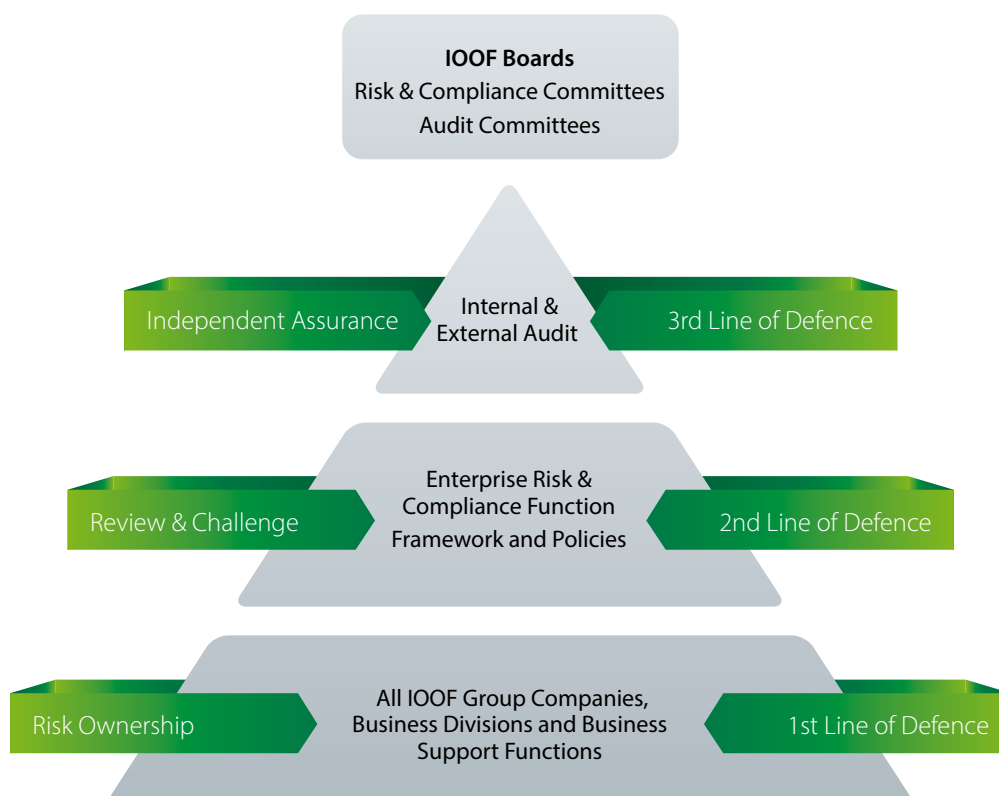 IOOF Boards
Risk & Compliance Committees
Audit Committees
Independent Assurance
Internal &
External Audit
3rd Line of Defence
Review & Challenge
Enterprise Risk &
Compliance Function
Framework and Policies
2nd Line of Defence
Risk Ownership
All IOOF Group Companies,
Business Divisions and Business
Support Functions
1st Line of Defence